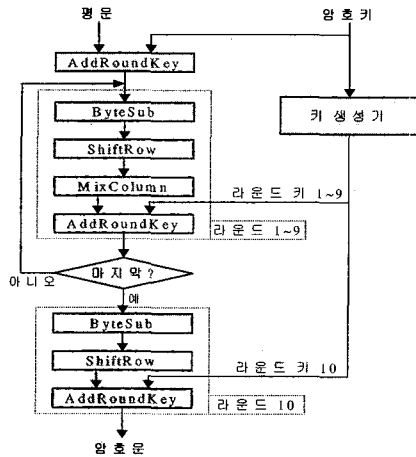 평문 암호키
AddRoundKey
ByteSub
키 생성기
ShiftRow
MixColumn
라운드 키 1~9
AddRoundKey
라운드 1~9
마지막?
아니오
예
ByteSub
ShiftRow
라운드 키 10
AddRoundKey
라운드 10
암호문